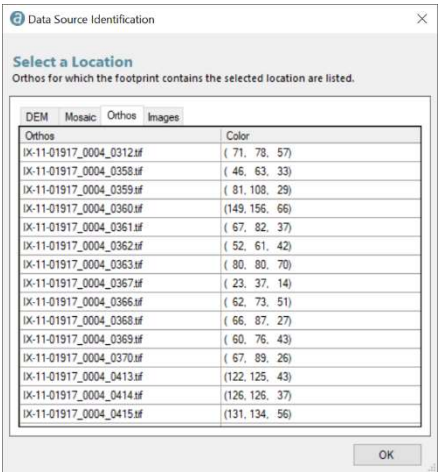 Data Source Identification
Select a Location
Orthos for which the footprint contains the selected location are listed.
DEM Mosaic Orthos Images
Orthos Color
IX-11-01917_0004_0312.tif ( 71, 78, 57)
IX-11-01917_0004_0358.tif ( 46, 63, 33)
IX-11-01917_0004_0359.tif ( 81, 108, 29)
IX-11-01917_0004_0360.tif (149, 156, 66)
IX-11-01917_0004_0361.tif ( 67, 82, 37)
IX-11-01917_0004_0362.tif ( 52, 61, 42)
IX-11-01917_0004_0363.tif ( 80, 80, 70)
IX-11-01917_0004_0367.tif ( 23, 37, 14)
IX-11-01917_0004_0366.tif ( 62, 73, 51)
IX-11-01917_0004_0368.tif ( 66, 87, 27)
IX-11-01917_0004_0369.tif ( 60, 76, 43)
IX-11-01917_0004_0370.tif ( 67, 89, 26)
IX-11-01917_0004_0413.tif (122, 125, 43)
IX-11-01917_0004_0414.tif (126, 126, 37)
IX-11-01917_0004_0415.tif (131, 134, 56)
OK